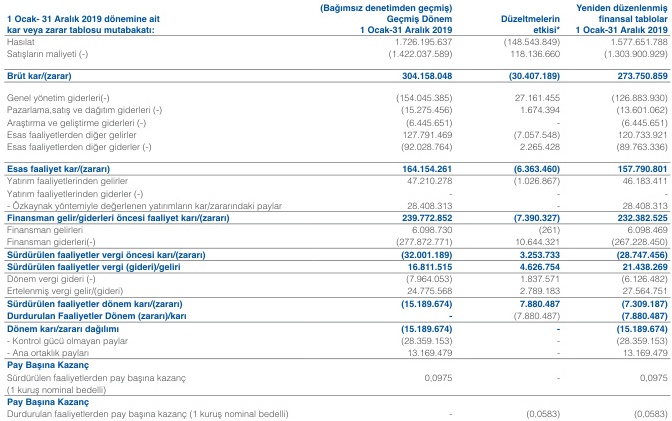 (Bağımsız denetimden geçmiş) Yeniden düzenlenmiş
1 Ocak- 31 Aralık 2019 dönemine ait Geçmiş Dönem Düzeltmelerin finansal tablolar
kar veya zarar tablosu mutabakatı: 1 Ocak-31 Aralık 2019 etkisi* 1 Ocak-31 Aralık 2019
Hasılat 1.726.195.637 (148.543.849) 1.577.651.788
Satışların maliyeti (-) (1.422.037.589) 118.136.660 (1.303.900.929)
Brüt kar/(zarar) 304.158.048 (30.407.189) 273.750.859
Genel yönetim giderleri(-) (154.045.385) 27.161.455 (126.883.930)
Pazarlama,satış ve dağıtım giderleri (-) (15.275.456) 1.674.394 (13.601.062)
Araştırma ve geliştirme giderleri (-) (6.445.651) - (6.445.651)
Esas faaliyetlerden diğer gelirler 127.791.469 (7.057.548) 120.733.921
Esas faaliyetlerden diğer giderler (-) (92.028.764) 2.265.428 (89.763.336)
Esas faaliyet kar/(zararı) 164.154.261 (6.363.460) 157.790.801
Yatırım faaliyetlerinden gelirler 47.210.278 (1.026.867) 46.183.411
Yatırım faaliyetlerinden giderler (-) - - -
- Özkaynak yöntemiyle değerlenen yatırımların kar/zararındaki paylar 28.408.313 - 28.408.313
Finansman gelir/giderleri öncesi faaliyet karı/(zararı) 239.772.852 (7.390.327) 232.382.525
Finansman gelirleri 6.098.730 (261) 6.098.469
Finansman giderleri(-) (277.872.771) 10.644.321 (267.228.450)
Sürdürülen faaliyetler vergi öncesi karı/(zararı) (32.001.189) 3.253.733 (28.747.456)
Sürdürülen faaliyetler vergi (gideri)/geliri 16.811.515 4.626.754 21.438.269
Dönem vergi gideri (-) (7.964.053) 1.837.571 (6.126.482)
Ertelenmiş vergi gelir/(gideri) 24.775.568 2.789.183 27.564.751
Sürdürülen faaliyetler dönem karı/(zararı) (15.189.674) 7.880.487 (7.309.187)
Durdurulan Faaliyetler Dönem (zararı)/karı - (7.880.487) (7.880.487)
Dönem karı/zararı dağılımı (15.189.674) - (15.189.674)
- Kontrol gücü olmayan paylar (28.359.153) - (28.359.153)
- Ana ortaklık payları 13.169.479 - 13.169.479
Pay Başına Kazanç
Sürdürülen faaliyetlerden pay başına kazanç 0,0975 - 0,0975
(1 kuruş nominal bedelli)
Pay Başına Kazanç
Durdurulan faaliyetlerden pay başına kazanç (1 kuruş nominal bedelli) - (0,0583) (0,0583)